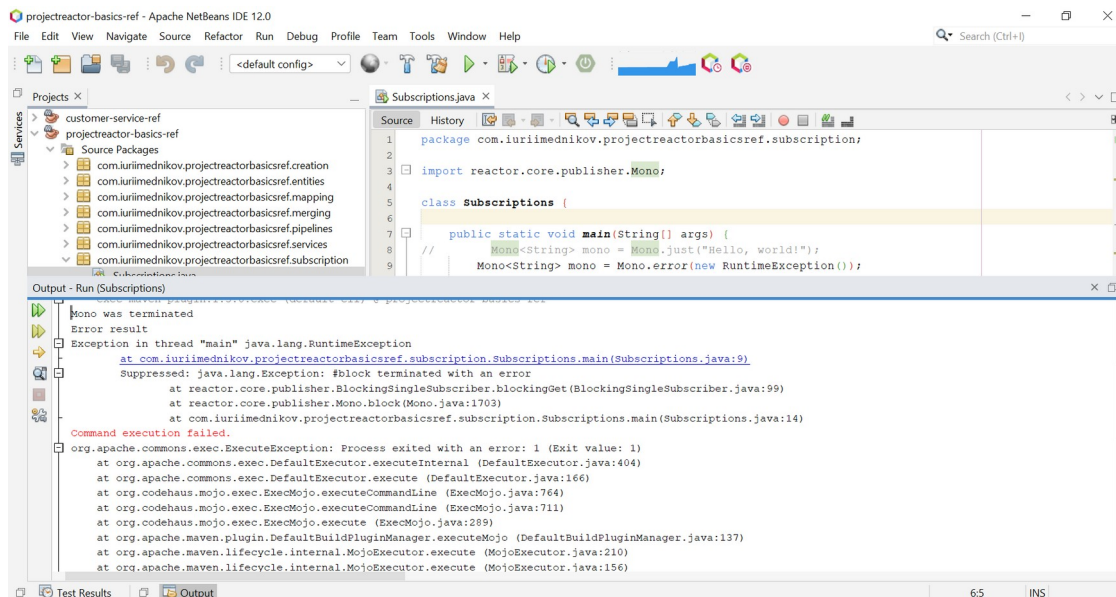 projectreactor-basics-ref - Apache NetBeans IDE 12.0
File Edit View Navigate Source Refactor Run Debug Profile Team Tools Window Help
Search (Ctrl+I)
<default config>
Projects
Services
customer-service-ref
projectreactor-basics-ref
Source Packages
com.iuriimednikov.projectreactorbasicsref.creation
com.iuriimednikov.projectreactorbasicsref.entities
com.iuriimednikov.projectreactorbasicsref.mapping
com.iuriimednikov.projectreactorbasicsref.merging
com.iuriimednikov.projectreactorbasicsref.pipelines
com.iuriimednikov.projectreactorbasicsref.services
com.iuriimednikov.projectreactorbasicsref.subscription
Subscriptions.java
Subscriptions.java
Source History
1 package com.iuriimednikov.projectreactorbasicsref.subscription;
2
3 import reactor.core.publisher.Mono;
4
5 class Subscriptions {
6
7 public static void main(String[] args) {
8 // Mono<String> mono = Mono.just("Hello, world!");
9 Mono<String> mono = Mono.error(new RuntimeException());
Output - Run (Subscriptions)
Mono was terminated
Error result
Exception in thread "main" java.lang.RuntimeException
at com.iuriimednikov.projectreactorbasicsref.subscription.Subscriptions.main(Subscriptions.java:9)
Suppressed: java.lang.Exception: #block terminated with an error
at reactor.core.publisher.BlockingSingleSubscriber.blockingGet(BlockingSingleSubscriber.java:99)
at reactor.core.publisher.Mono.block(Mono.java:1703)
at com.iuriimednikov.projectreactorbasicsref.subscription.Subscriptions.main(Subscriptions.java:14)
Command execution failed.
org.apache.commons.exec.ExecuteException: Process exited with an error: 1 (Exit value: 1)
at org.apache.commons.exec.DefaultExecutor.executeInternal (DefaultExecutor.java:404)
at org.apache.commons.exec.DefaultExecutor.execute (DefaultExecutor.java:166)
at org.codehaus.mojo.exec.ExecMojo.executeCommandLine (ExecMojo.java:764)
at org.codehaus.mojo.exec.ExecMojo.executeCommandLine (ExecMojo.java:711)
at org.codehaus.mojo.exec.ExecMojo.execute (ExecMojo.java:289)
at org.apache.maven.plugin.DefaultBuildPluginManager.executeMojo (DefaultBuildPluginManager.java:137)
at org.apache.maven.lifecycle.internal.MojoExecutor.execute (MojoExecutor.java:210)
at org.apache.maven.lifecycle.internal.MojoExecutor.execute (MojoExecutor.java:156)
Test Results Output
6:5 INS